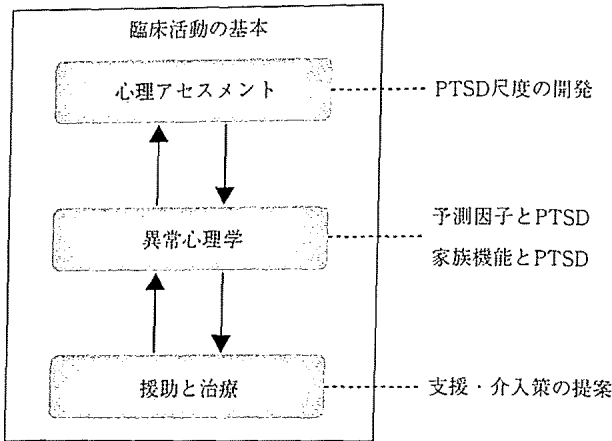 臨床活動の基本
心理アセスメント
PTSD尺度の開発
異常心理学
予測因子とPTSD
家族機能とPTSD
援助と治療
支援・介入策の提案